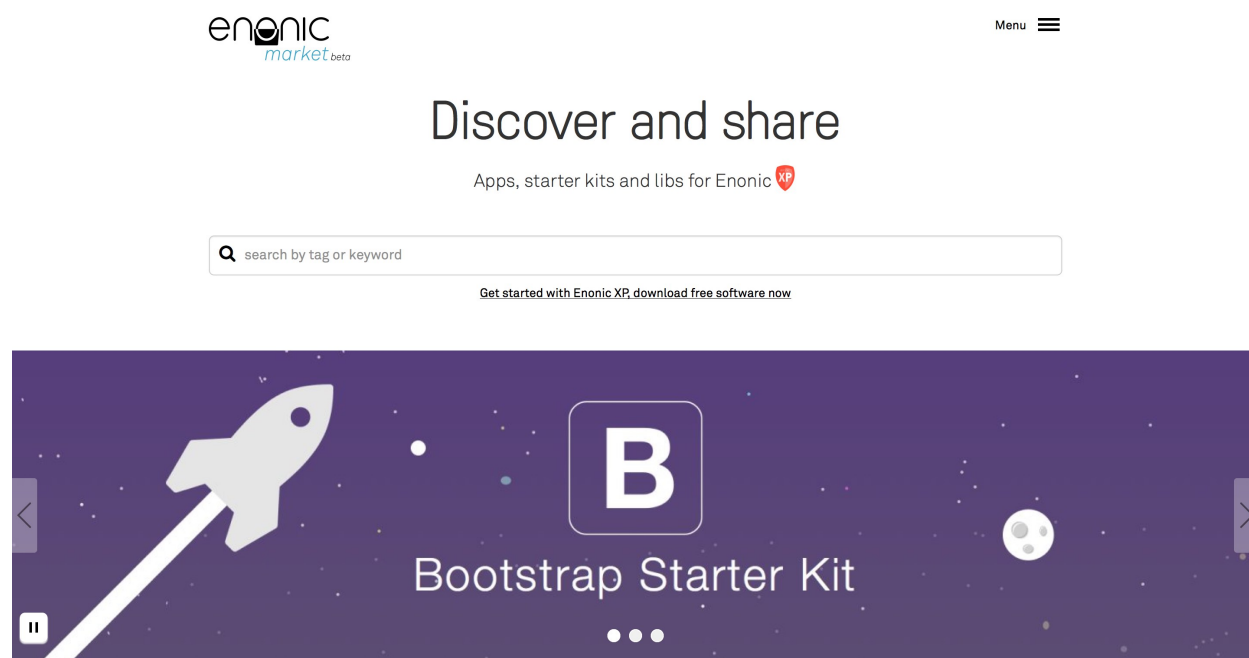 enonic
market beta
Menu
Discover and share
Apps, starter kits and libs for Enonic XP
search by tag or keyword
Get started with Enonic XP, download free software now
B
Bootstrap Starter Kit